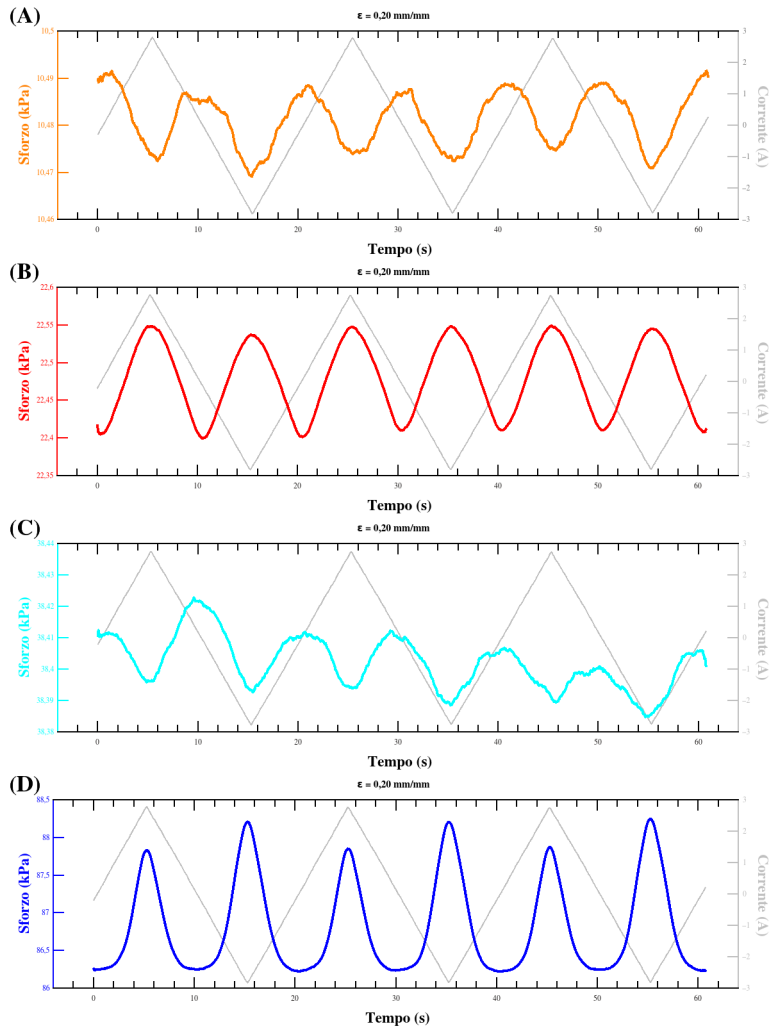 (A)
ε = 0,20 mm/mm
10,5
10,49
10,48
10,47
10,46
Sforzo (kPa)
3
2
1
0
-1
-2
-3
Corrente (A)
0 10 20 30 40 50 60
Tempo (s)
(B)
ε = 0,20 mm/mm
22,6
22,55
22,5
22,45
22,4
22,35
Sforzo (kPa)
3
2
1
0
-1
-2
-3
Corrente (A)
0 10 20 30 40 50 60
Tempo (s)
(C)
ε = 0,20 mm/mm
38,44
38,43
38,42
38,41
38,4
38,39
38,38
Sforzo (kPa)
3
2
1
0
-1
-2
-3
Corrente (A)
0 10 20 30 40 50 60
Tempo (s)
(D)
ε = 0,20 mm/mm
88,5
88
87,5
87
86,5
86
Sforzo (kPa)
3
2
1
0
-1
-2
-3
Corrente (A)
0 10 20 30 40 50 60
Tempo (s)